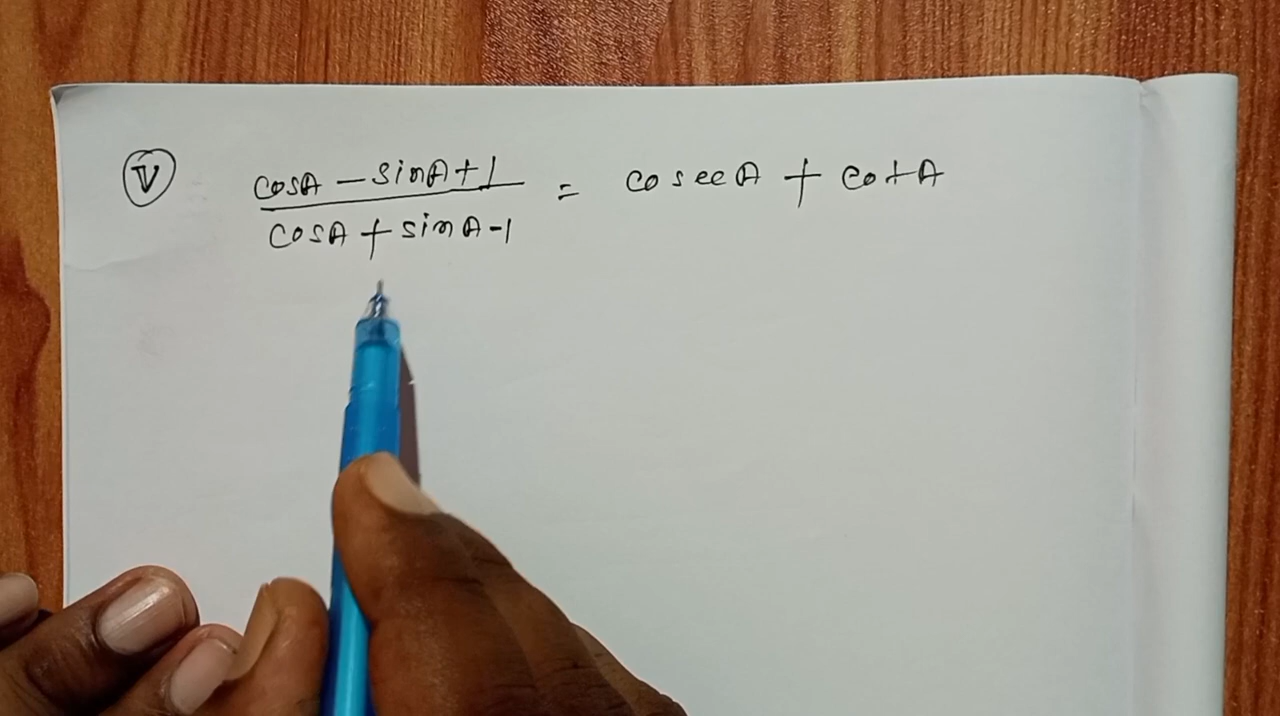 (V) cosA - sinA + 1 = cosecA + cotA
cosA + sinA - 1